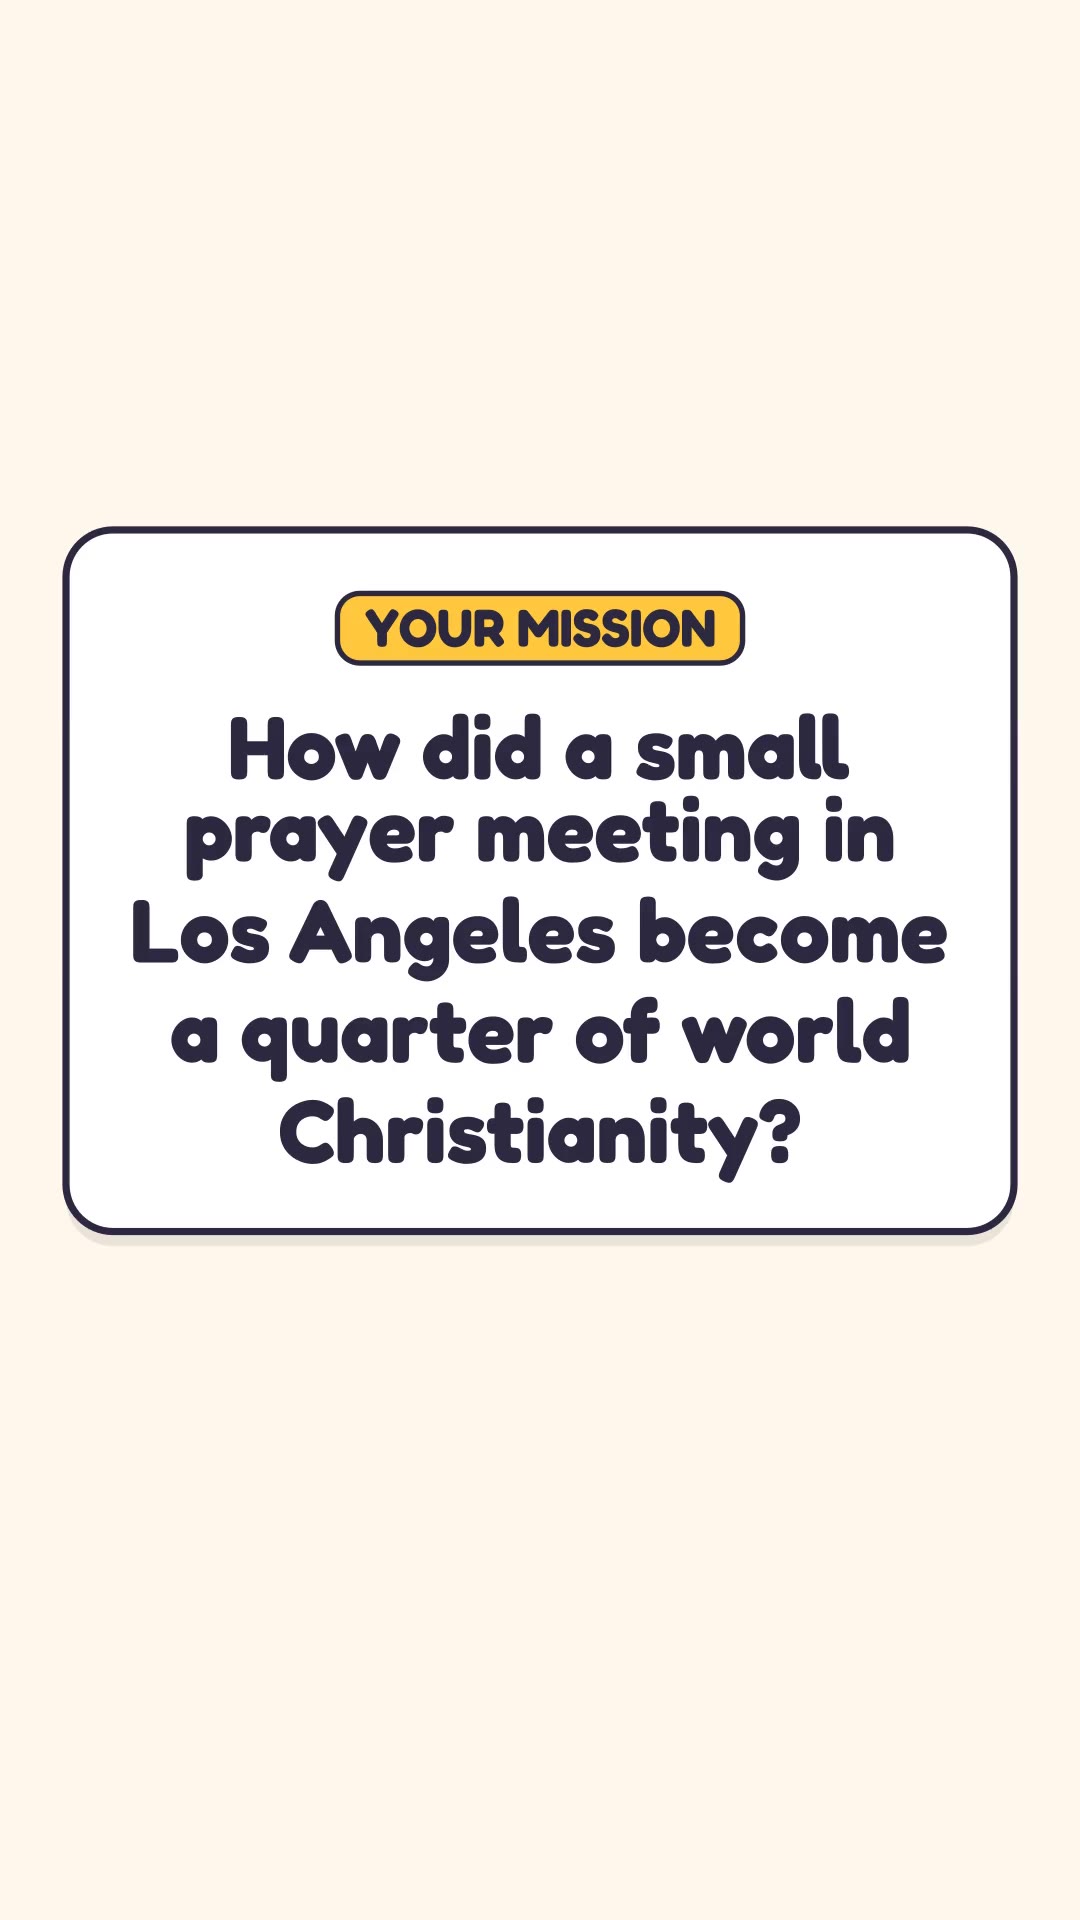 YOUR MISSION
How did a small
prayer meeting in
Los Angeles become
a quarter of world
Christianity?